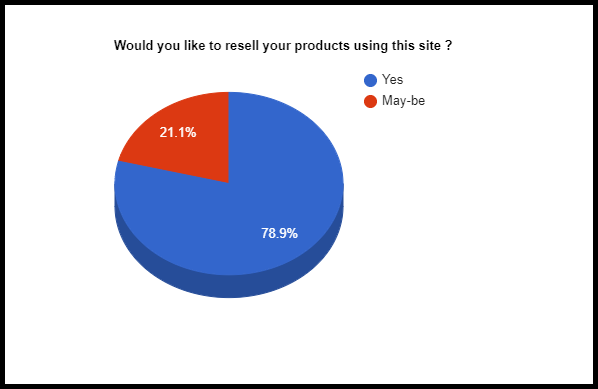 Would you like to resell your products using this site ?
Yes
May-be
21.1%
78.9%